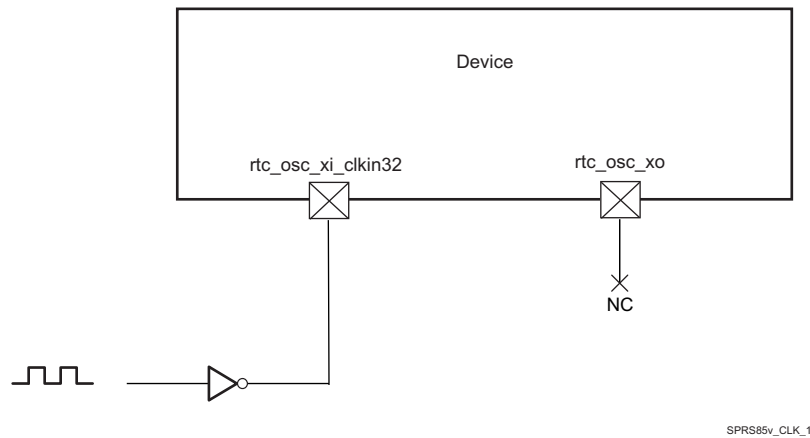 Device
rtc_osc_xi_clkin32
rtc_osc_xo
NC
SPRS85v_CLK_1